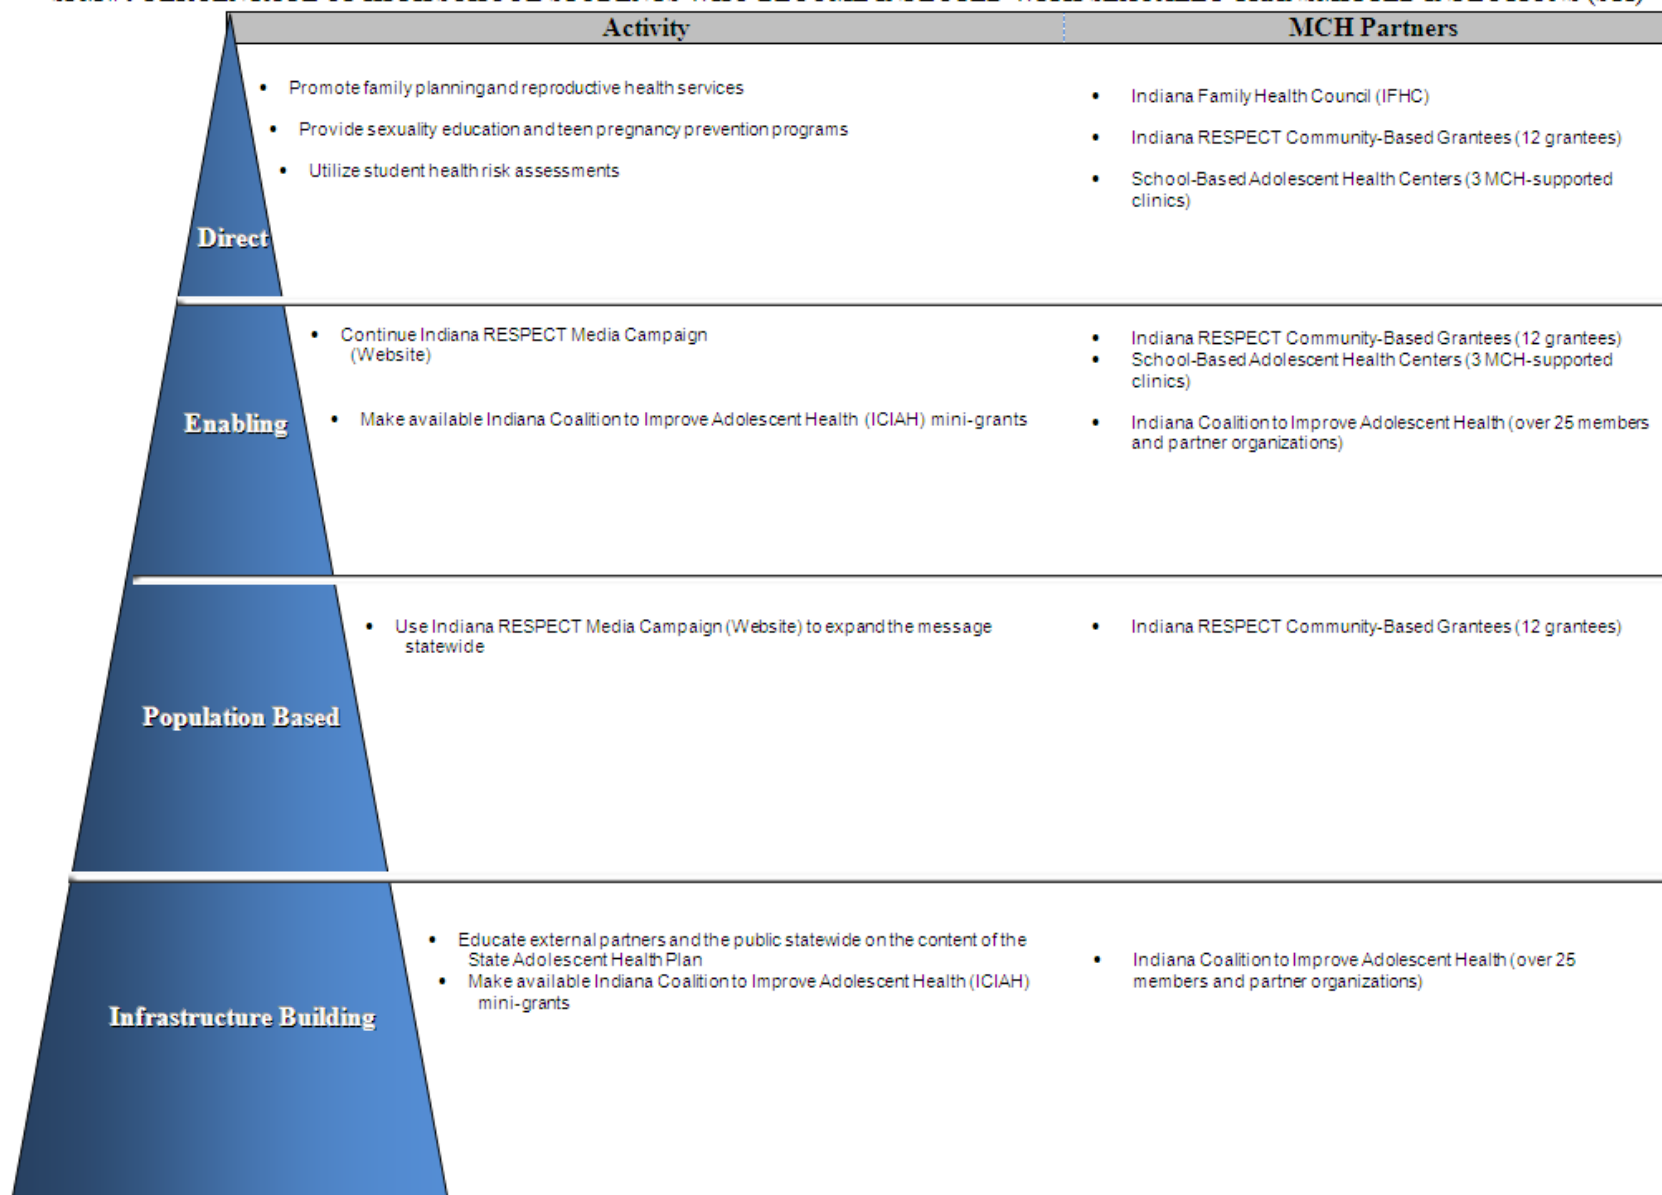 Activity
MCH Partners
Promote family planning and reproductive health services
Indiana Family Health Council (IFHC)
Provide sexuality education and teen pregnancy prevention programs
Indiana RESPECT Community-Based Grantees (12 grantees)
Utilize student health risk assessments
School-Based Adolescent Health Centers (3 MCH-supported
clinics)
Direct
Continue Indiana RESPECT Media Campaign
(Website)
Indiana RESPECT Community-Based Grantees (12 grantees)
School-Based Adolescent Health Centers (3 MCH-supported
clinics)
Enabling
Make available Indiana Coalition to Improve Adolescent Health (ICIAH) mini-grants
Indiana Coalition to Improve Adolescent Health (over 25 members
and partner organizations)
Use Indiana RESPECT Media Campaign (Website) to expand the message
statewide
Indiana RESPECT Community-Based Grantees (12 grantees)
Population Based
Educate external partners and the public statewide on the content of the
State Adolescent Health Plan
Make available Indiana Coalition to Improve Adolescent Health (ICIAH)
mini-grants
Indiana Coalition to Improve Adolescent Health (over 25
members and partner organizations)
Infrastructure Building